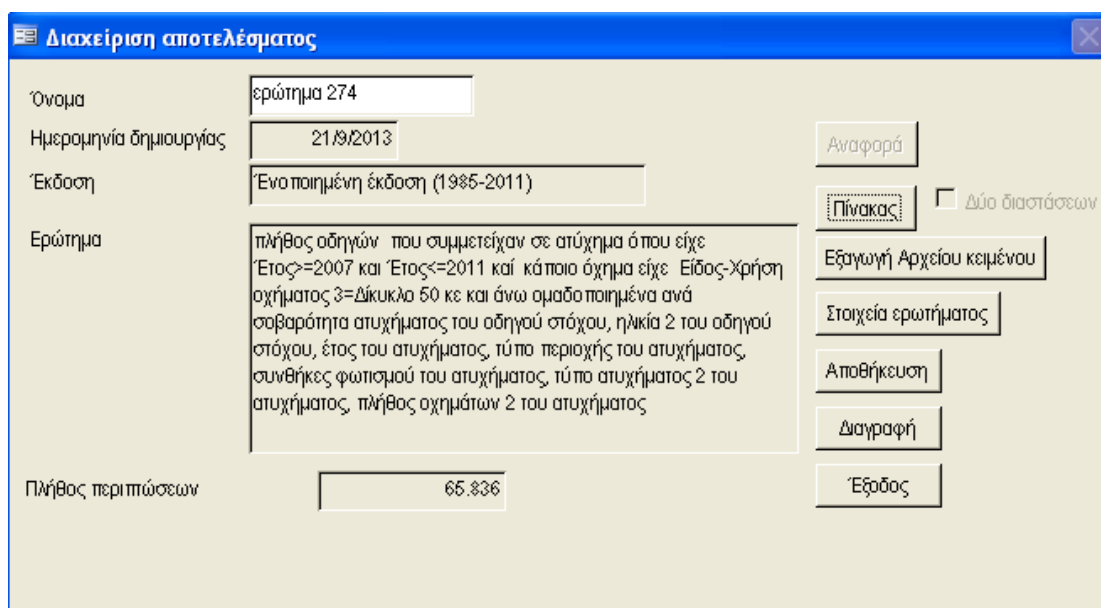 Διαχείριση αποτελέσματος
Όνομα
ερώτημα 274
Ημερομηνία δημιουργίας
21/9/2013
Αναφορά
Έκδοση
Ένοποιημένη έκδοση (1985-2011)
Πίνακας
Δύο διαστάσεων
Ερώτημα
πλήθος οδηγών που συμμετείχαν σε ατύχημα όπου είχε
Έτος>=2007 και Έτος<=2011 καί κάποιο όχημα είχε Είδος-Χρήση
οχήματος 3=Δίκυκλο 50 κε και άνω ομαδοποιημένα ανά
σοβαρότητα ατυχήματος του οδηγού στόχου, ηλικία 2 του οδηγού
στόχου, έτος του ατυχήματος, τύπο περιοχής του ατυχήματος,
συνθήκες φωτισμού του ατυχήματος, τύπο ατυχήματος 2 του
ατυχήματος, πλήθος οχημάτων 2 του ατυχήματος
Εξαγωγή Αρχείου κειμένου
Στοιχεία ερωτήματος
Αποθήκευση
Διαγραφή
Πλήθος περιπτώσεων
65.836
Έξοδος